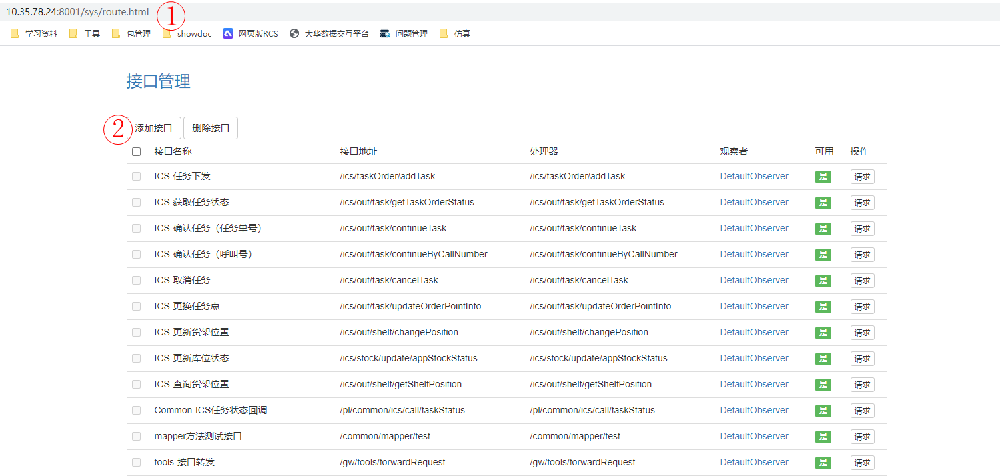 10.35.78.24:8001/sys/route.html 1
学习资料 工具 包管理 showdoc 网页版RCS 大华数据交互平台 问题管理 仿真
接口管理
2 添加接口 删除接口
接口名称 接口地址 处理器 观察者 可用 操作
ICS-任务下发 /ics/taskOrder/addTask /ics/taskOrder/addTask DefaultObserver 是 请求
ICS-获取任务状态 /ics/out/task/getTaskOrderStatus /ics/out/task/getTaskOrderStatus DefaultObserver 是 请求
ICS-确认任务（任务单号） /ics/out/task/continueTask /ics/out/task/continueTask DefaultObserver 是 请求
ICS-确认任务（呼叫号） /ics/out/task/continueByCallNumber /ics/out/task/continueByCallNumber DefaultObserver 是 请求
ICS-取消任务 /ics/out/task/cancelTask /ics/out/task/cancelTask DefaultObserver 是 请求
ICS-更换任务点 /ics/out/task/updateOrderPointInfo /ics/out/task/updateOrderPointInfo DefaultObserver 是 请求
ICS-更新货架位置 /ics/out/shelf/changePosition /ics/out/shelf/changePosition DefaultObserver 是 请求
ICS-更新库位状态 /ics/stock/update/appStockStatus /ics/stock/update/appStockStatus DefaultObserver 是 请求
ICS-查询货架位置 /ics/out/shelf/getShelfPosition /ics/out/shelf/getShelfPosition DefaultObserver 是 请求
Common-ICS任务状态回调 /pl/common/ics/call/taskStatus /pl/common/ics/call/taskStatus DefaultObserver 是 请求
mapper方法测试接口 /common/mapper/test /common/mapper/test DefaultObserver 是 请求
tools-接口转发 /gw/tools/forwardRequest /gw/tools/forwardRequest DefaultObserver 是 请求